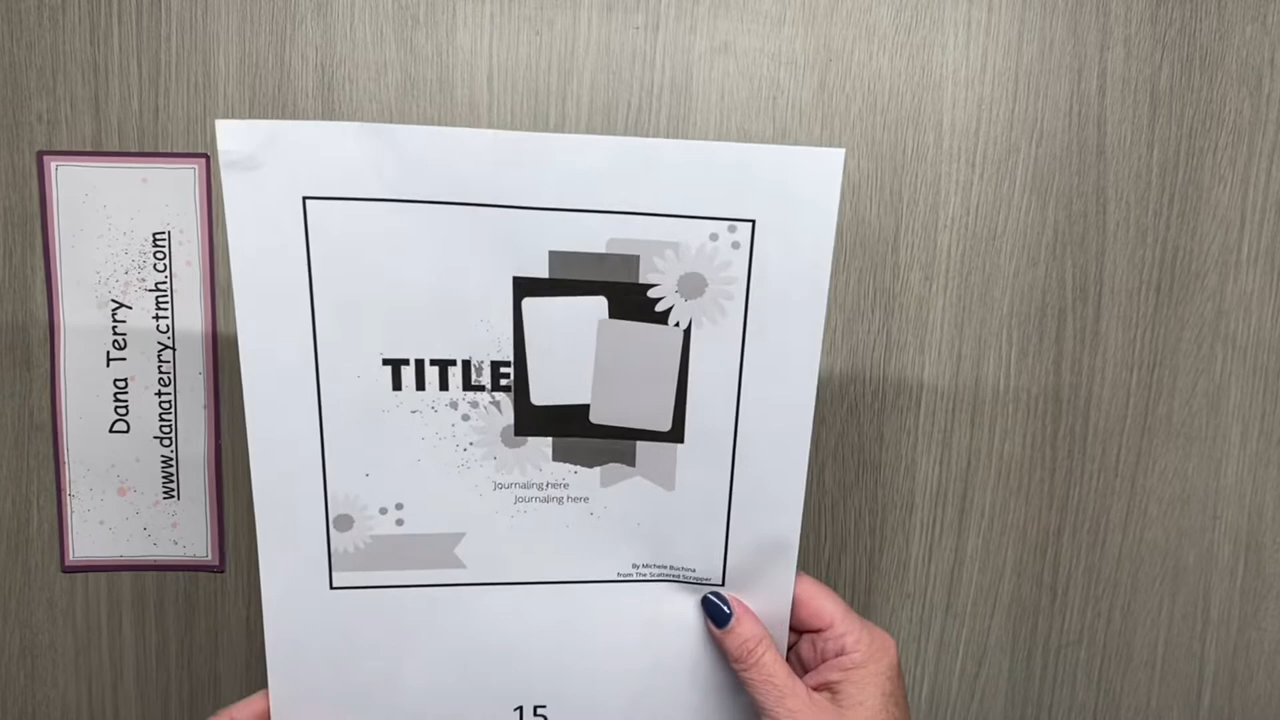 Dana Terry
www.danaterry.ctmh.com
TITLE
Journaling here
Journaling here
By Michele Buchina
from The Scattered Scrapper
15